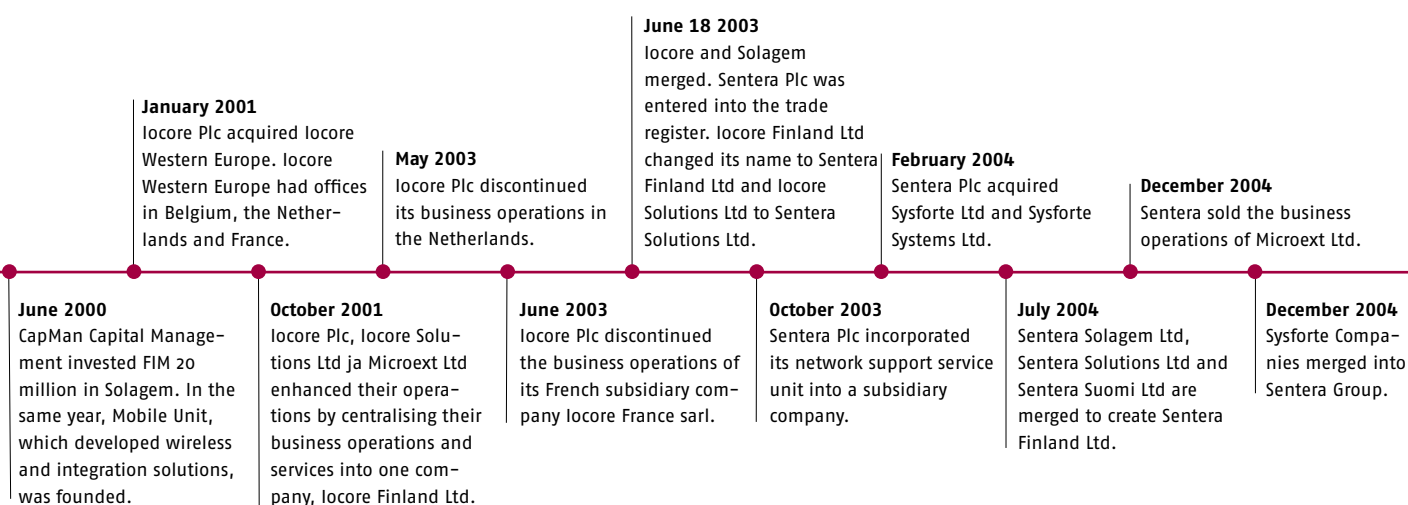 June 2000
CapMan Capital Manage–
ment invested FIM 20
million in Solagem. In the
same year, Mobile Unit,
which developed wireless
and integration solutions,
was founded.
January 2001
Iocore Plc acquired Iocore
Western Europe. Iocore
Western Europe had offices
in Belgium, the Nether–
lands and France.
October 2001
Iocore Plc, Iocore Solu–
tions Ltd ja Microext Ltd
enhanced their opera–
tions by centralising their
business operations and
services into one com–
pany, Iocore Finland Ltd.
May 2003
Iocore Plc discontinued
its business operations in
the Netherlands.
June 2003
Iocore Plc discontinued
the business operations of
its French subsidiary com–
pany Iocore France sarl.
June 18 2003
Iocore and Solagem
merged. Sentera Plc was
entered into the trade
register. Iocore Finland Ltd
changed its name to Sentera
Finland Ltd and Iocore
Solutions Ltd to Sentera
Solutions Ltd.
October 2003
Sentera Plc incorporated
its network support service
unit into a subsidiary
company.
February 2004
Sentera Plc acquired
Sysforte Ltd and Sysforte
Systems Ltd.
July 2004
Sentera Solagem Ltd,
Sentera Solutions Ltd and
Sentera Suomi Ltd are
merged to create Sentera
Finland Ltd.
December 2004
Sentera sold the business
operations of Microext Ltd.
December 2004
Sysforte Compa–
nies merged into
Sentera Group.